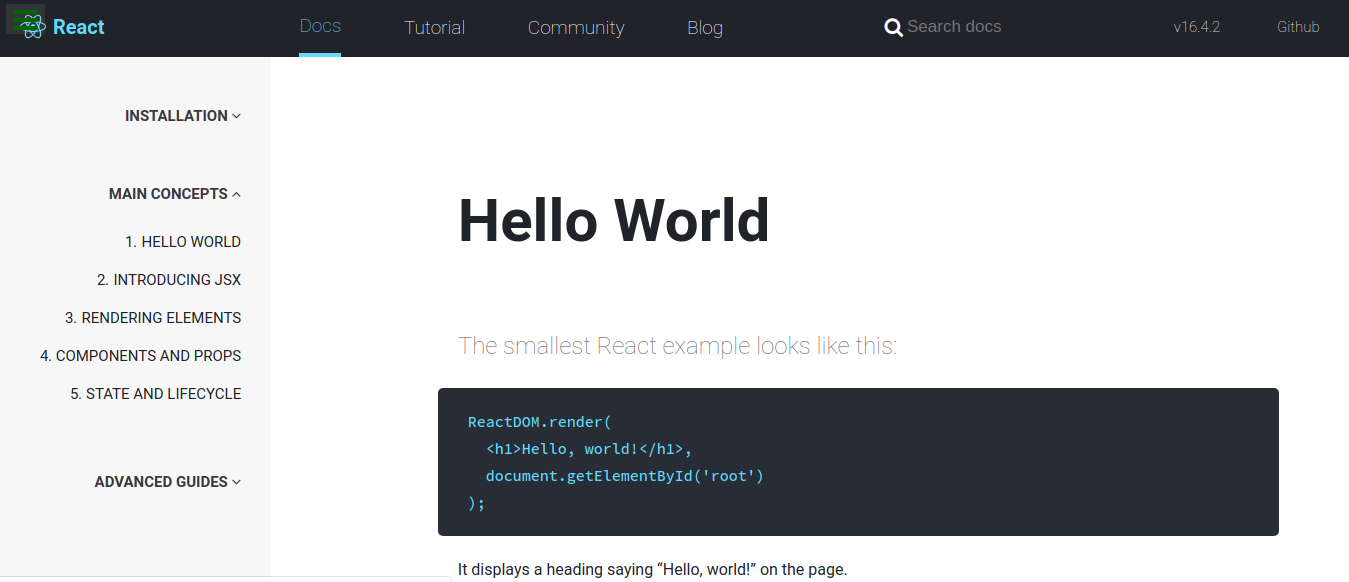 React
Docs
Tutorial
Community
Blog
Search docs
v16.4.2
Github
INSTALLATION
MAIN CONCEPTS
1. HELLO WORLD
2. INTRODUCING JSX
3. RENDERING ELEMENTS
4. COMPONENTS AND PROPS
5. STATE AND LIFECYCLE
ADVANCED GUIDES
Hello World
The smallest React example looks like this:
ReactDOM.render(
  <h1>Hello, world!</h1>,
  document.getElementById('root')
);
It displays a heading saying “Hello, world!” on the page.